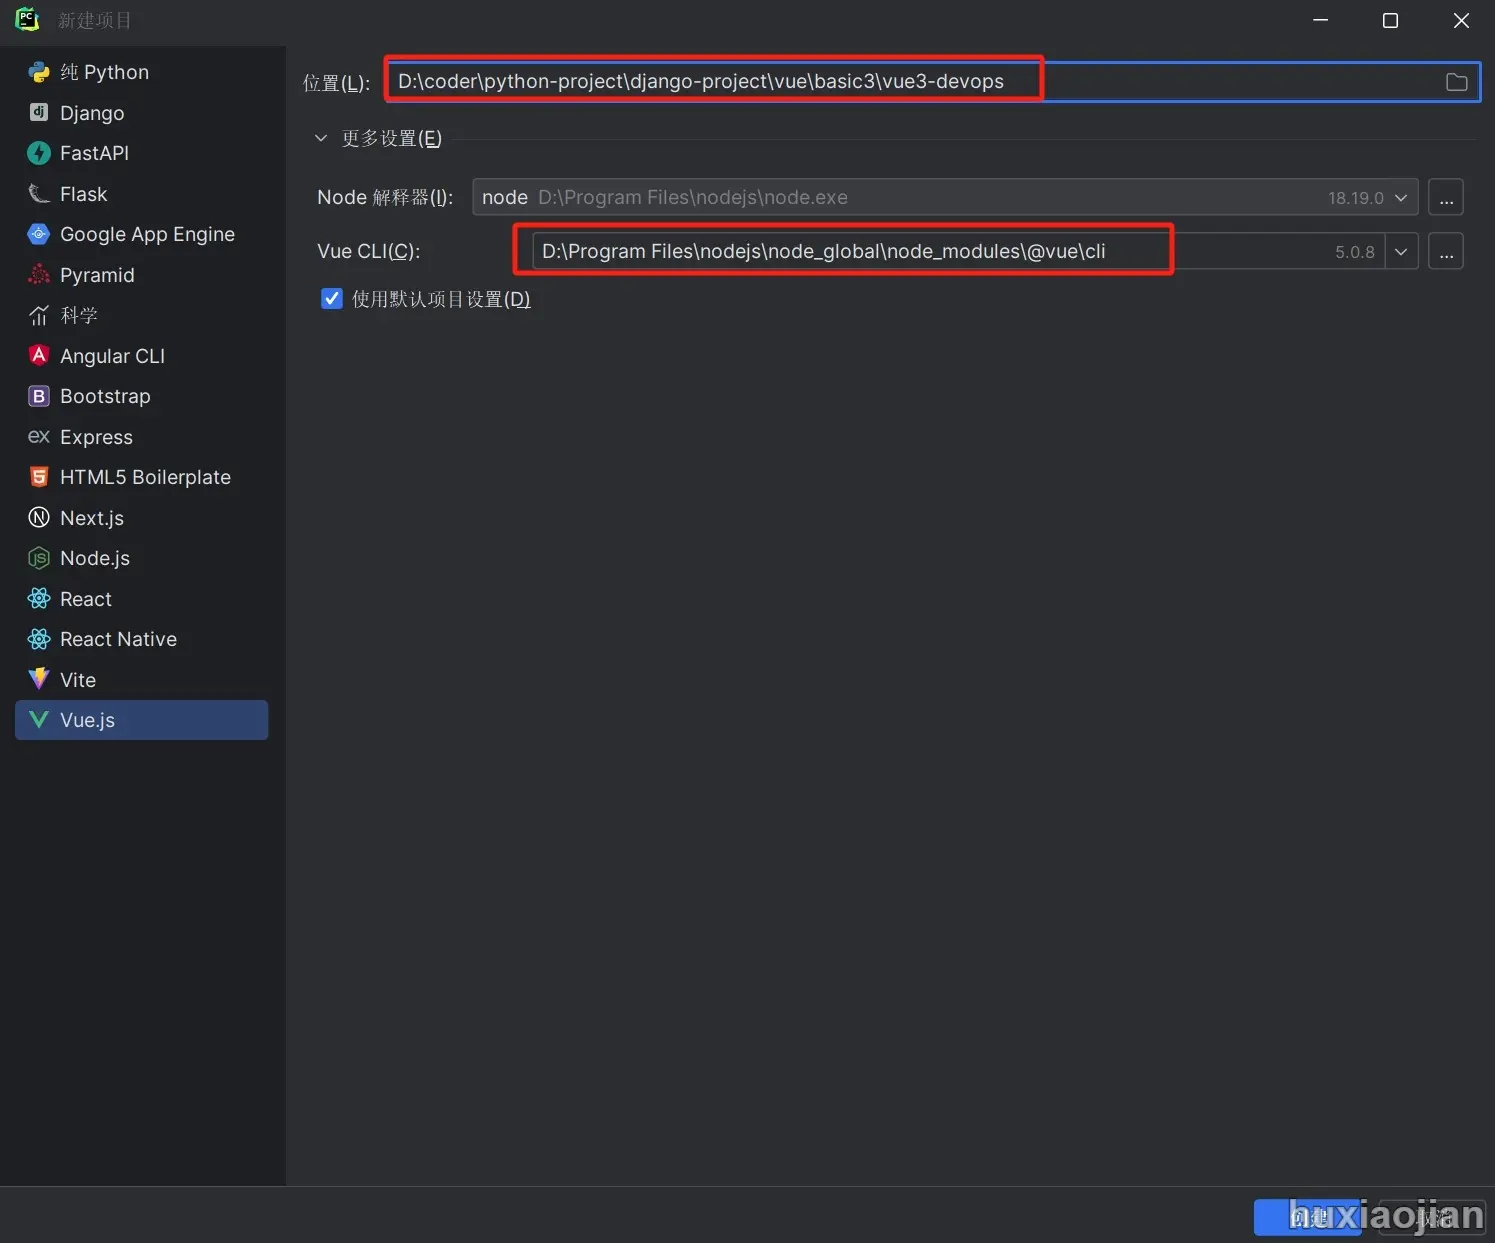 新建项目
纯 Python
Django
FastAPI
Flask
Google App Engine
Pyramid
科学
Angular CLI
Bootstrap
Express
HTML5 Boilerplate
Next.js
Node.js
React
React Native
Vite
Vue.js
位置(L): D:\coder\python-project\django-project\vue\basic3\vue3-devops
更多设置(E)
Node 解释器(I): node D:\Program Files\nodejs\node.exe 18.19.0 ...
Vue CLI(C): D:\Program Files\nodejs\node_global\node_modules\@vue\cli 5.0.8 ...
使用默认项目设置(D)
创建 取消
huxiaojian